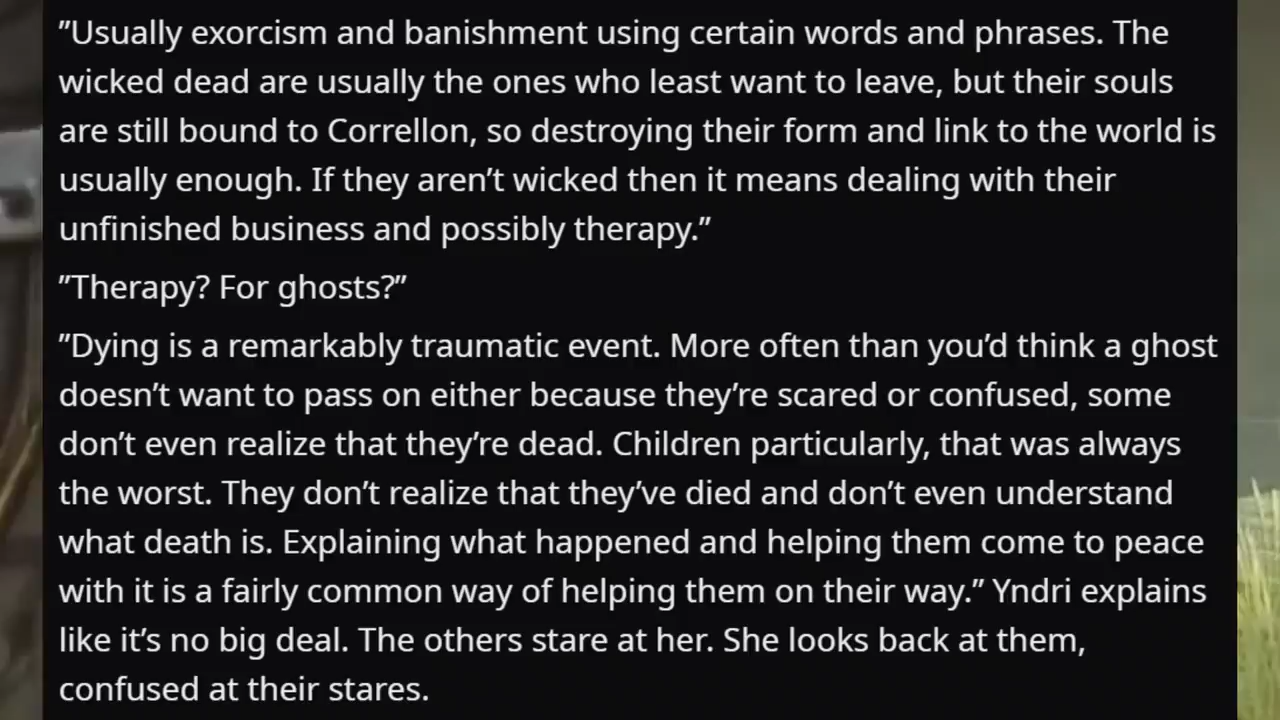 ”Usually exorcism and banishment using certain words and phrases. The
wicked dead are usually the ones who least want to leave, but their souls
are still bound to Correllon, so destroying their form and link to the world is
usually enough. If they aren’t wicked then it means dealing with their
unfinished business and possibly therapy.”
”Therapy? For ghosts?”
”Dying is a remarkably traumatic event. More often than you’d think a ghost
doesn’t want to pass on either because they’re scared or confused, some
don’t even realize that they’re dead. Children particularly, that was always
the worst. They don’t realize that they’ve died and don’t even understand
what death is. Explaining what happened and helping them come to peace
with it is a fairly common way of helping them on their way.” Yndri explains
like it’s no big deal. The others stare at her. She looks back at them,
confused at their stares.